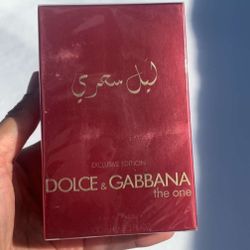 ليل سحري
EXCLUSIVE EDITION
DOLCE & GABBANA
the one